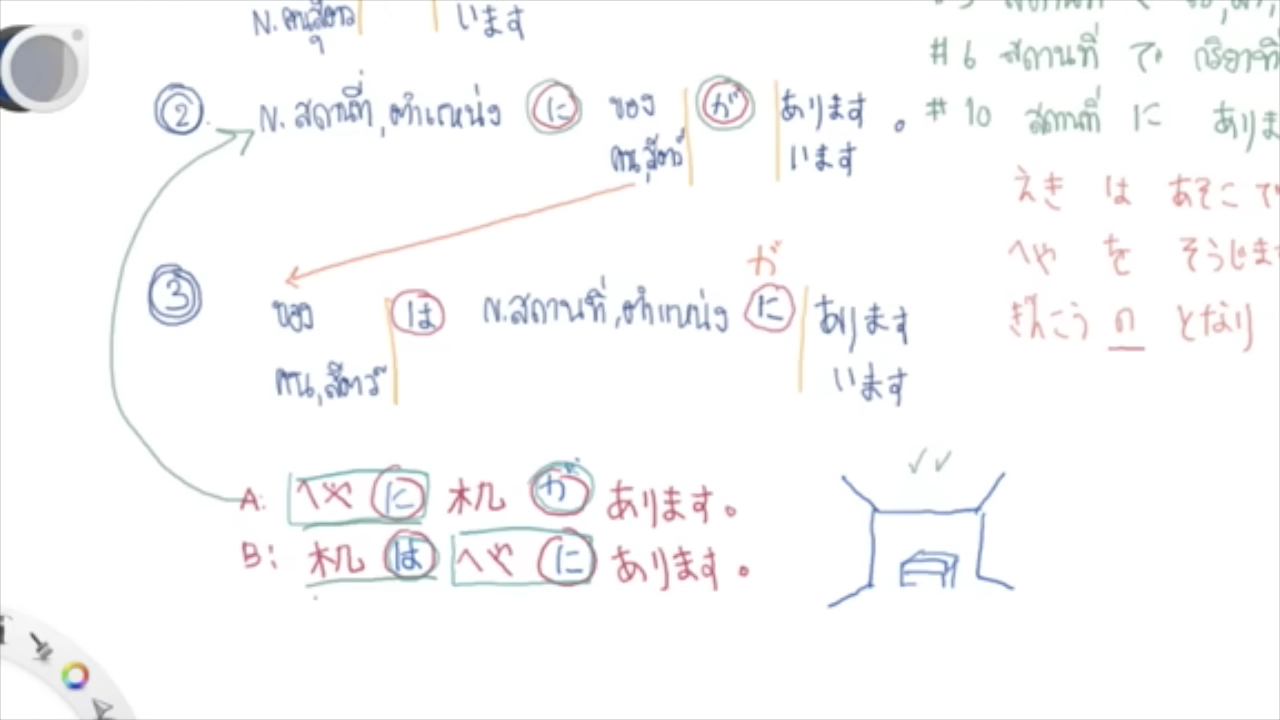 N. คน,สัตว์ います
② N. สถานที่,ตำแหน่ง に ของ が あります 。
คน,สัตว์ います
#6 สถานที่ で กริยาที่
#10 สถานที่ に ありま
えき は あそこ で
へや を そうじま
ぎんこう の となり
が
③ ของ は N.สถานที่,ตำแหน่ง に あります
คน,สัตว์ います
A: へや に 机 が あります。
B: 机 は へや に あります。